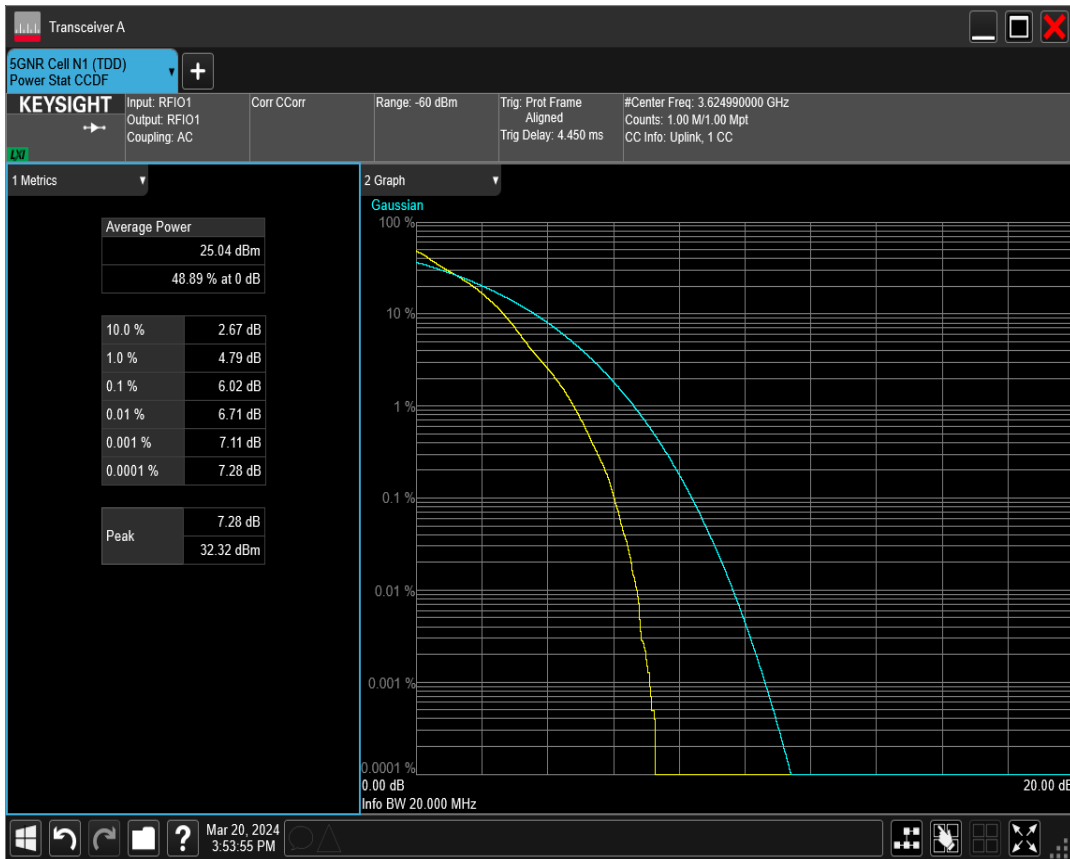 Transceiver A
5GNR Cell N1 (TDD)
Power Stat CCDF
+
KEYSIGHT
LXI
Input: RFIO1
Output: RFIO1
Coupling: AC
Corr CCorr
Range: -60 dBm
Trig: Prot Frame
Aligned
Trig Delay: 4.450 ms
#Center Freq: 3.624990000 GHz
Counts: 1.00 M/1.00 Mpt
CC Info: Uplink, 1 CC
1 Metrics
Average Power
25.04 dBm
48.89 % at 0 dB
10.0 % 2.67 dB
1.0 % 4.79 dB
0.1 % 6.02 dB
0.01 % 6.71 dB
0.001 % 7.11 dB
0.0001 % 7.28 dB
Peak
7.28 dB
32.32 dBm
2 Graph
Gaussian
100 %
10 %
1 %
0.1 %
0.01 %
0.001 %
0.0001 %
0.00 dB 20.00 dB
Info BW 20.000 MHz
?
Mar 20, 2024
3:53:55 PM